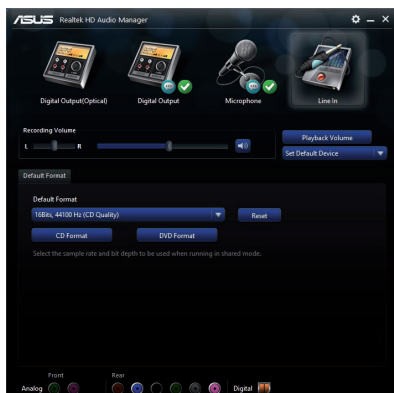 ASUS Realtek HD Audio Manager
Digital Output(Optical)
Digital Output
Microphone
Line In
Recording Volume
L R
Playback Volume
Set Default Device
Default Format
Default Format
16Bits, 44100 Hz (CD Quality)
Reset
CD Format
DVD Format
Select the sample rate and bit depth to be used when running in shared mode.
Front
Rear
Analog
Digital